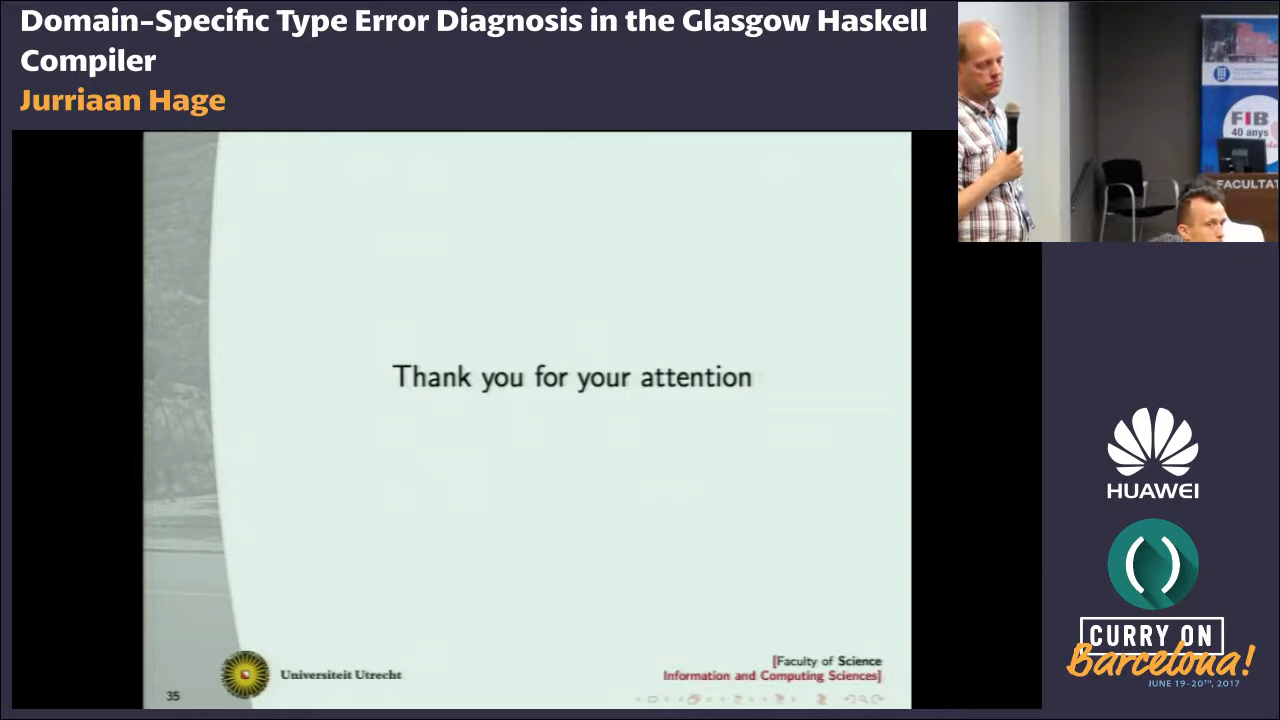 Domain-Specific Type Error Diagnosis in the Glasgow Haskell
Compiler
Jurriaan Hage
FIB
40 anys
FACULTAT
Thank you for your attention
HUAWEI
CURRY ON
Barcelona!
JUNE 19-20TH, 2017
[Faculty of Science
Information and Computing Sciences]
Universiteit Utrecht
35